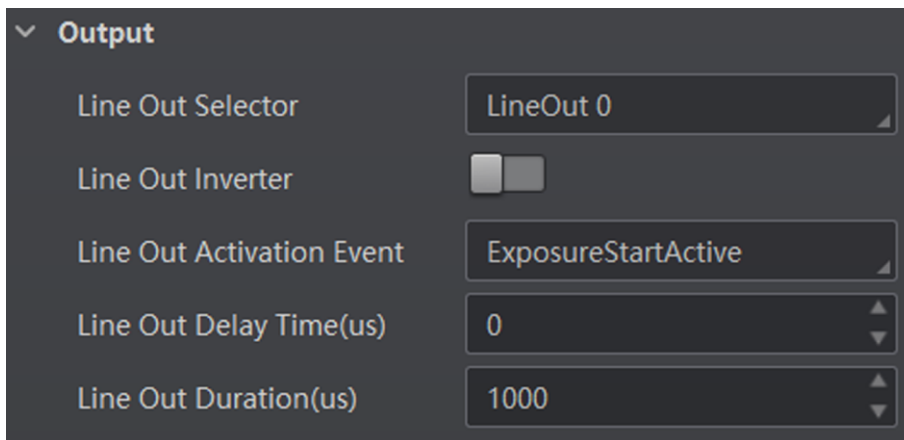 Output
Line Out Selector LineOut 0
Line Out Inverter
Line Out Activation Event ExposureStartActive
Line Out Delay Time(us) 0
Line Out Duration(us) 1000